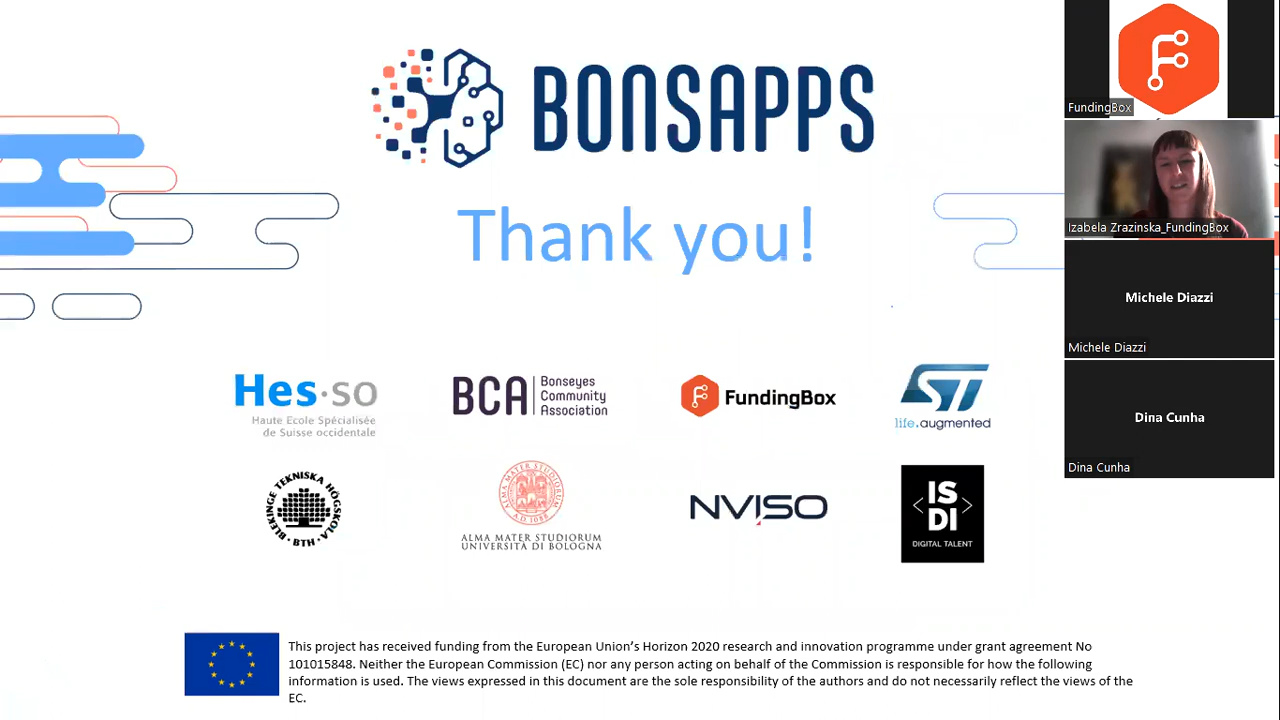 BONSAPPS
Thank you!
Hes·so
Haute Ecole Spécialisée
de Suisse occidentale
BCA
Bonseyes
Community
Association
FundingBox
ST
life.augmented
BLEKINGE TEKNISKA HÖGSKOLA
BTH
ALMA MATER STUDIORUM
A.D. 1088
ALMA MATER STUDIORUM
UNIVERSITÀ DI BOLOGNA
NVISO
IS
DI
DIGITAL TALENT
This project has received funding from the European Union’s Horizon 2020 research and innovation programme under grant agreement No
101015848. Neither the European Commission (EC) nor any person acting on behalf of the Commission is responsible for how the following
information is used. The views expressed in this document are the sole responsibility of the authors and do not necessarily reflect the views of the
EC.
FundingBox
Izabela Zrazinska_FundingBox
Michele Diazzi
Michele Diazzi
Dina Cunha
Dina Cunha